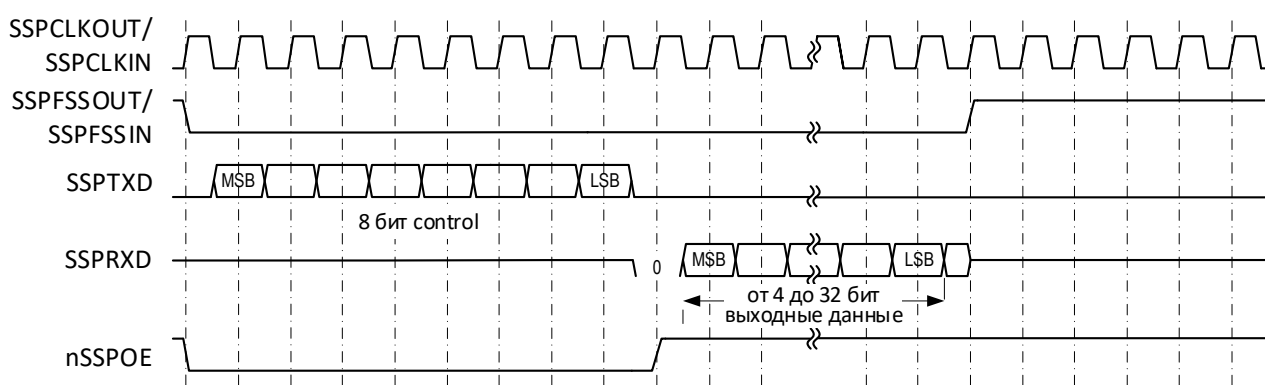 SSPCLKOUT/
SSPCLKIN
SSPFSSOUT/
SSPFSSIN
SSPTXD
MSB
LSB
8 бит control
SSPRXD
0
MSB
LSB
от 4 до 32 бит
выходные данные
nSSPOE